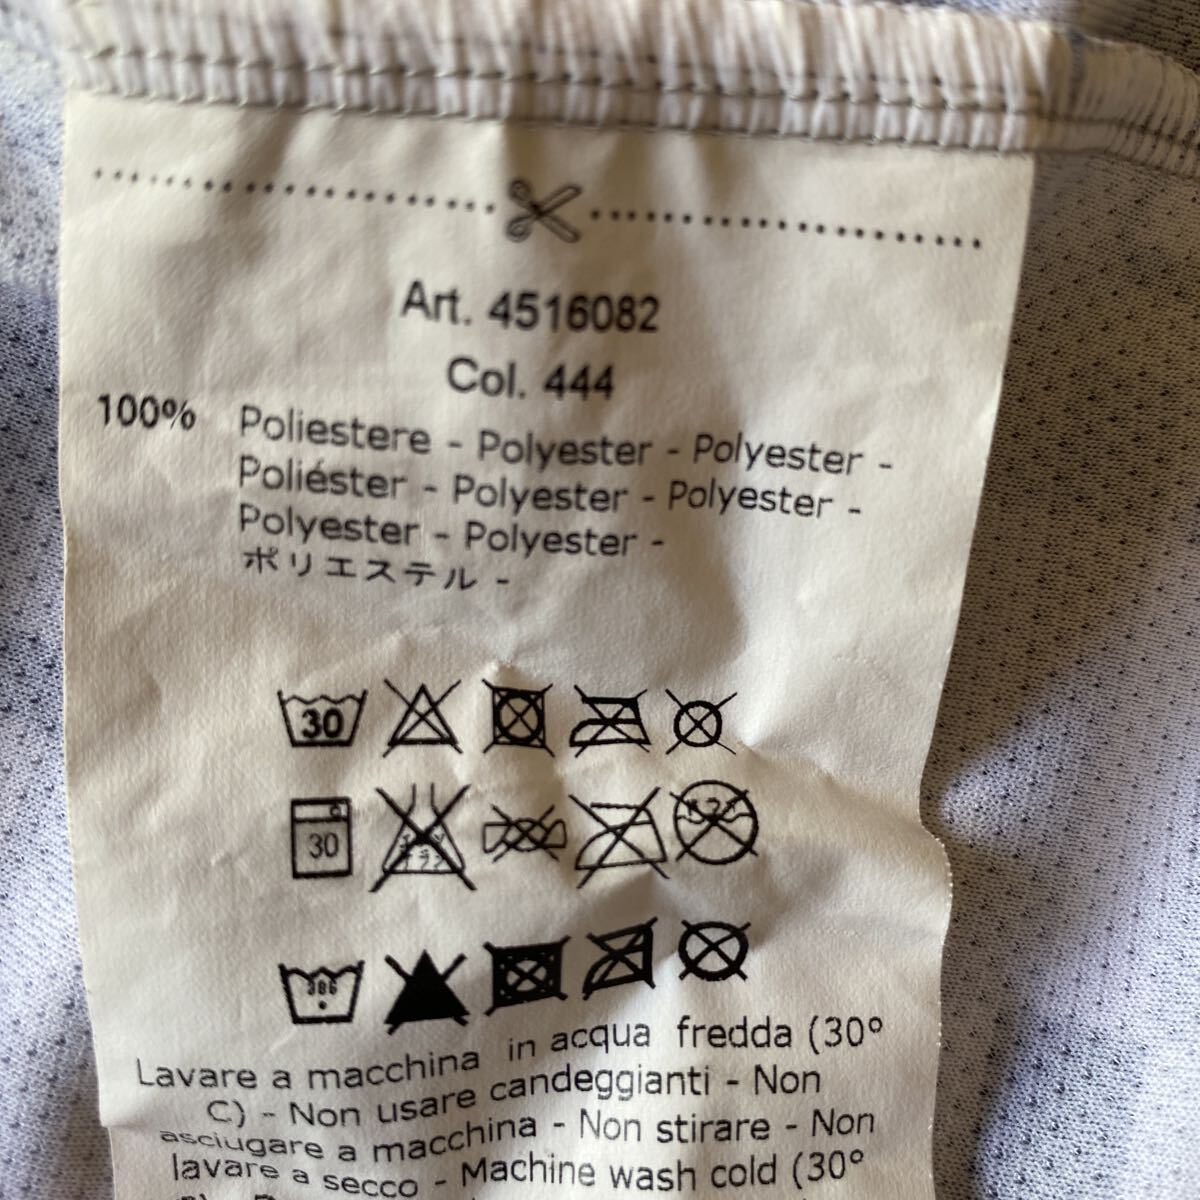 Art. 4516082
Col. 444
100% Poliestere - Polyester - Polyester -
Poliéster - Polyester - Polyester -
Polyester - Polyester -
ポリエステル -
30
30
Lavare a macchina in acqua fredda (30°
C) - Non usare candeggianti - Non
asciugare a macchina - Non stirare - Non
lavare a secco - Machine wash cold (30°